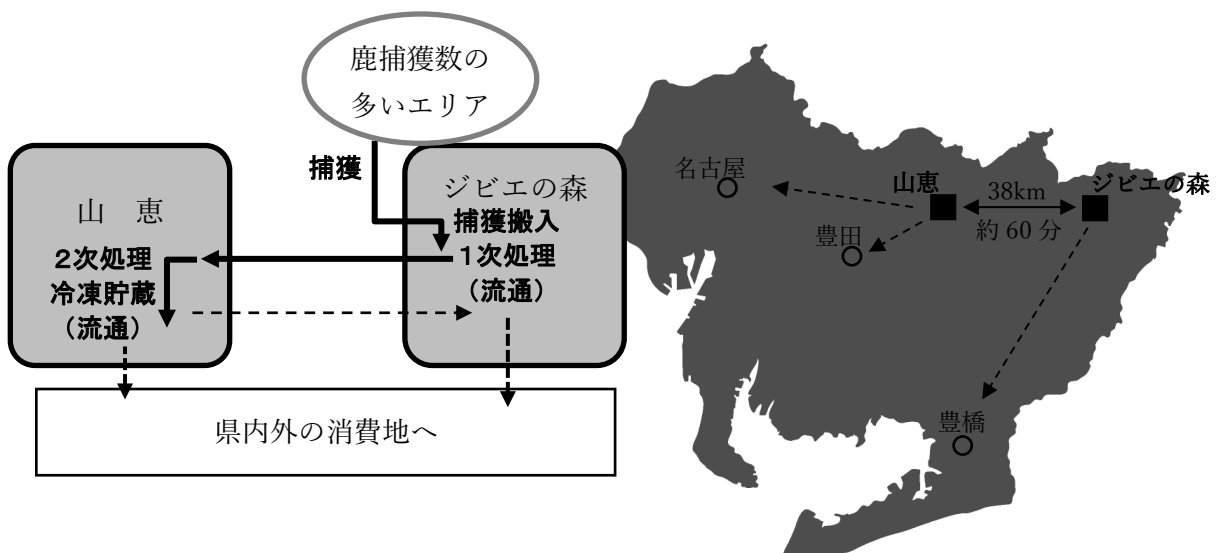 鹿捕獲数の
多いエリア
捕獲
山　恵
2次処理
冷凍貯蔵
（流通）
ジビエの森
捕獲搬入
1次処理
（流通）
県内外の消費地へ
名古屋
山恵
38km
約 60 分
ジビエの森
豊田
豊橋